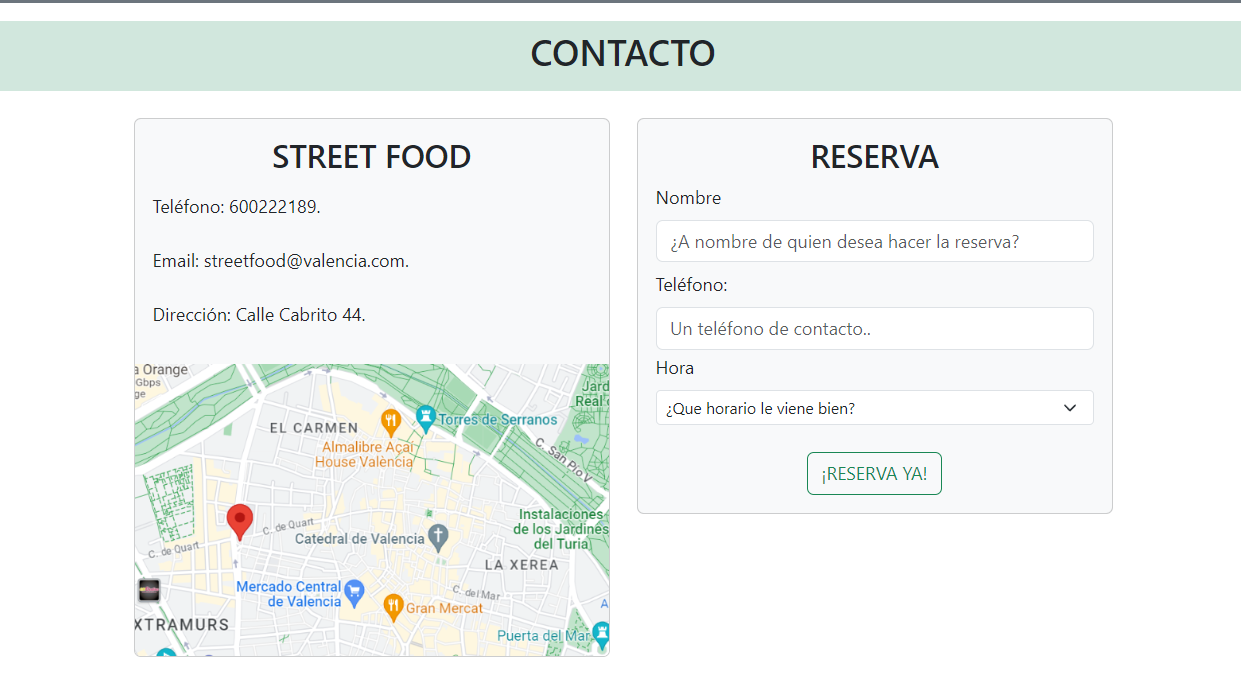 CONTACTO
STREET FOOD
Teléfono: 600222189.
Email: streetfood@valencia.com.
Dirección: Calle Cabrito 44.
a Orange
Gbps
ge
Jard
Real
EL CARMEN
Torres de Serranos
Almalibre Açaí
House València
C. San Pío V
Instalaciones
de los Jardines
del Turia
C. de Quart
Catedral de Valencia
C. de Quart
LA XEREA
Mercado Central
de Valencia
C. del Mar
Gran Mercat
A
XTRAMURS
Puerta del Mar
RESERVA
Nombre
¿A nombre de quien desea hacer la reserva?
Teléfono:
Un teléfono de contacto..
Hora
¿Que horario le viene bien?
¡RESERVA YA!